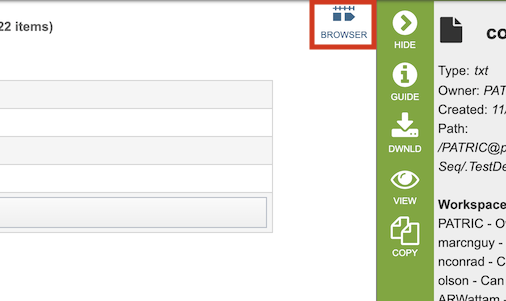 22 items)
BROWSER
HIDE
GUIDE
DWNLD
VIEW
COPY
co
Type: txt
Owner: PAT
Created: 11/
Path:
/PATRIC@p
Seq/.TestDe
Workspace
PATRIC - O
marcnguy -
nconrad - C
olson - Can
ARWattam -